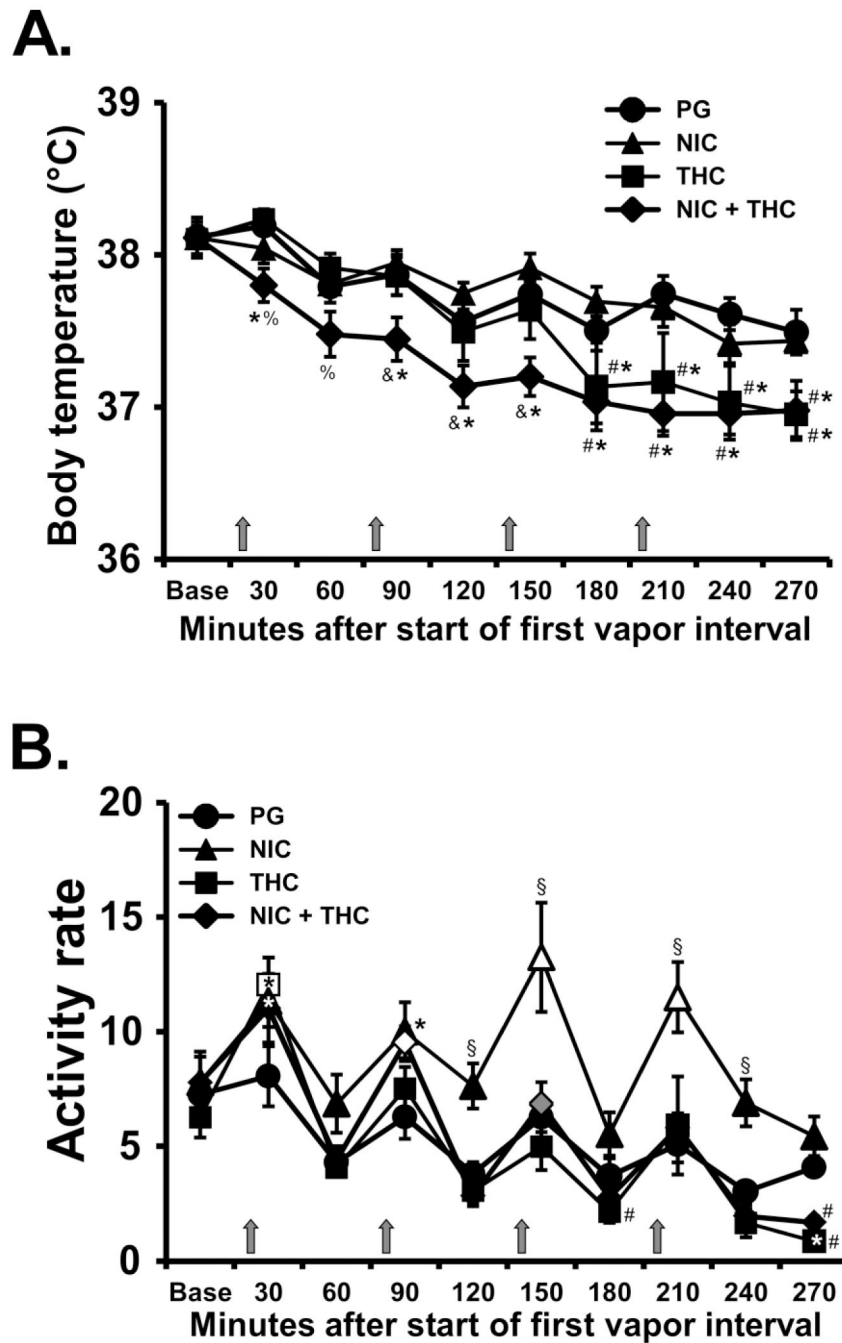 A.
39
38
37
36
Body temperature (°C)
PG
NIC
THC
NIC + THC
*%
%
&*
&*
&*
#*
#*
#*
#*
#*
#*
#*
Base 30 60 90 120 150 180 210 240 270
Minutes after start of first vapor interval
B.
20
15
10
5
0
Activity rate
PG
NIC
THC
NIC + THC
*
*
*
§
§
§
§
#
#
* #
Base 30 60 90 120 150 180 210 240 270
Minutes after start of first vapor interval